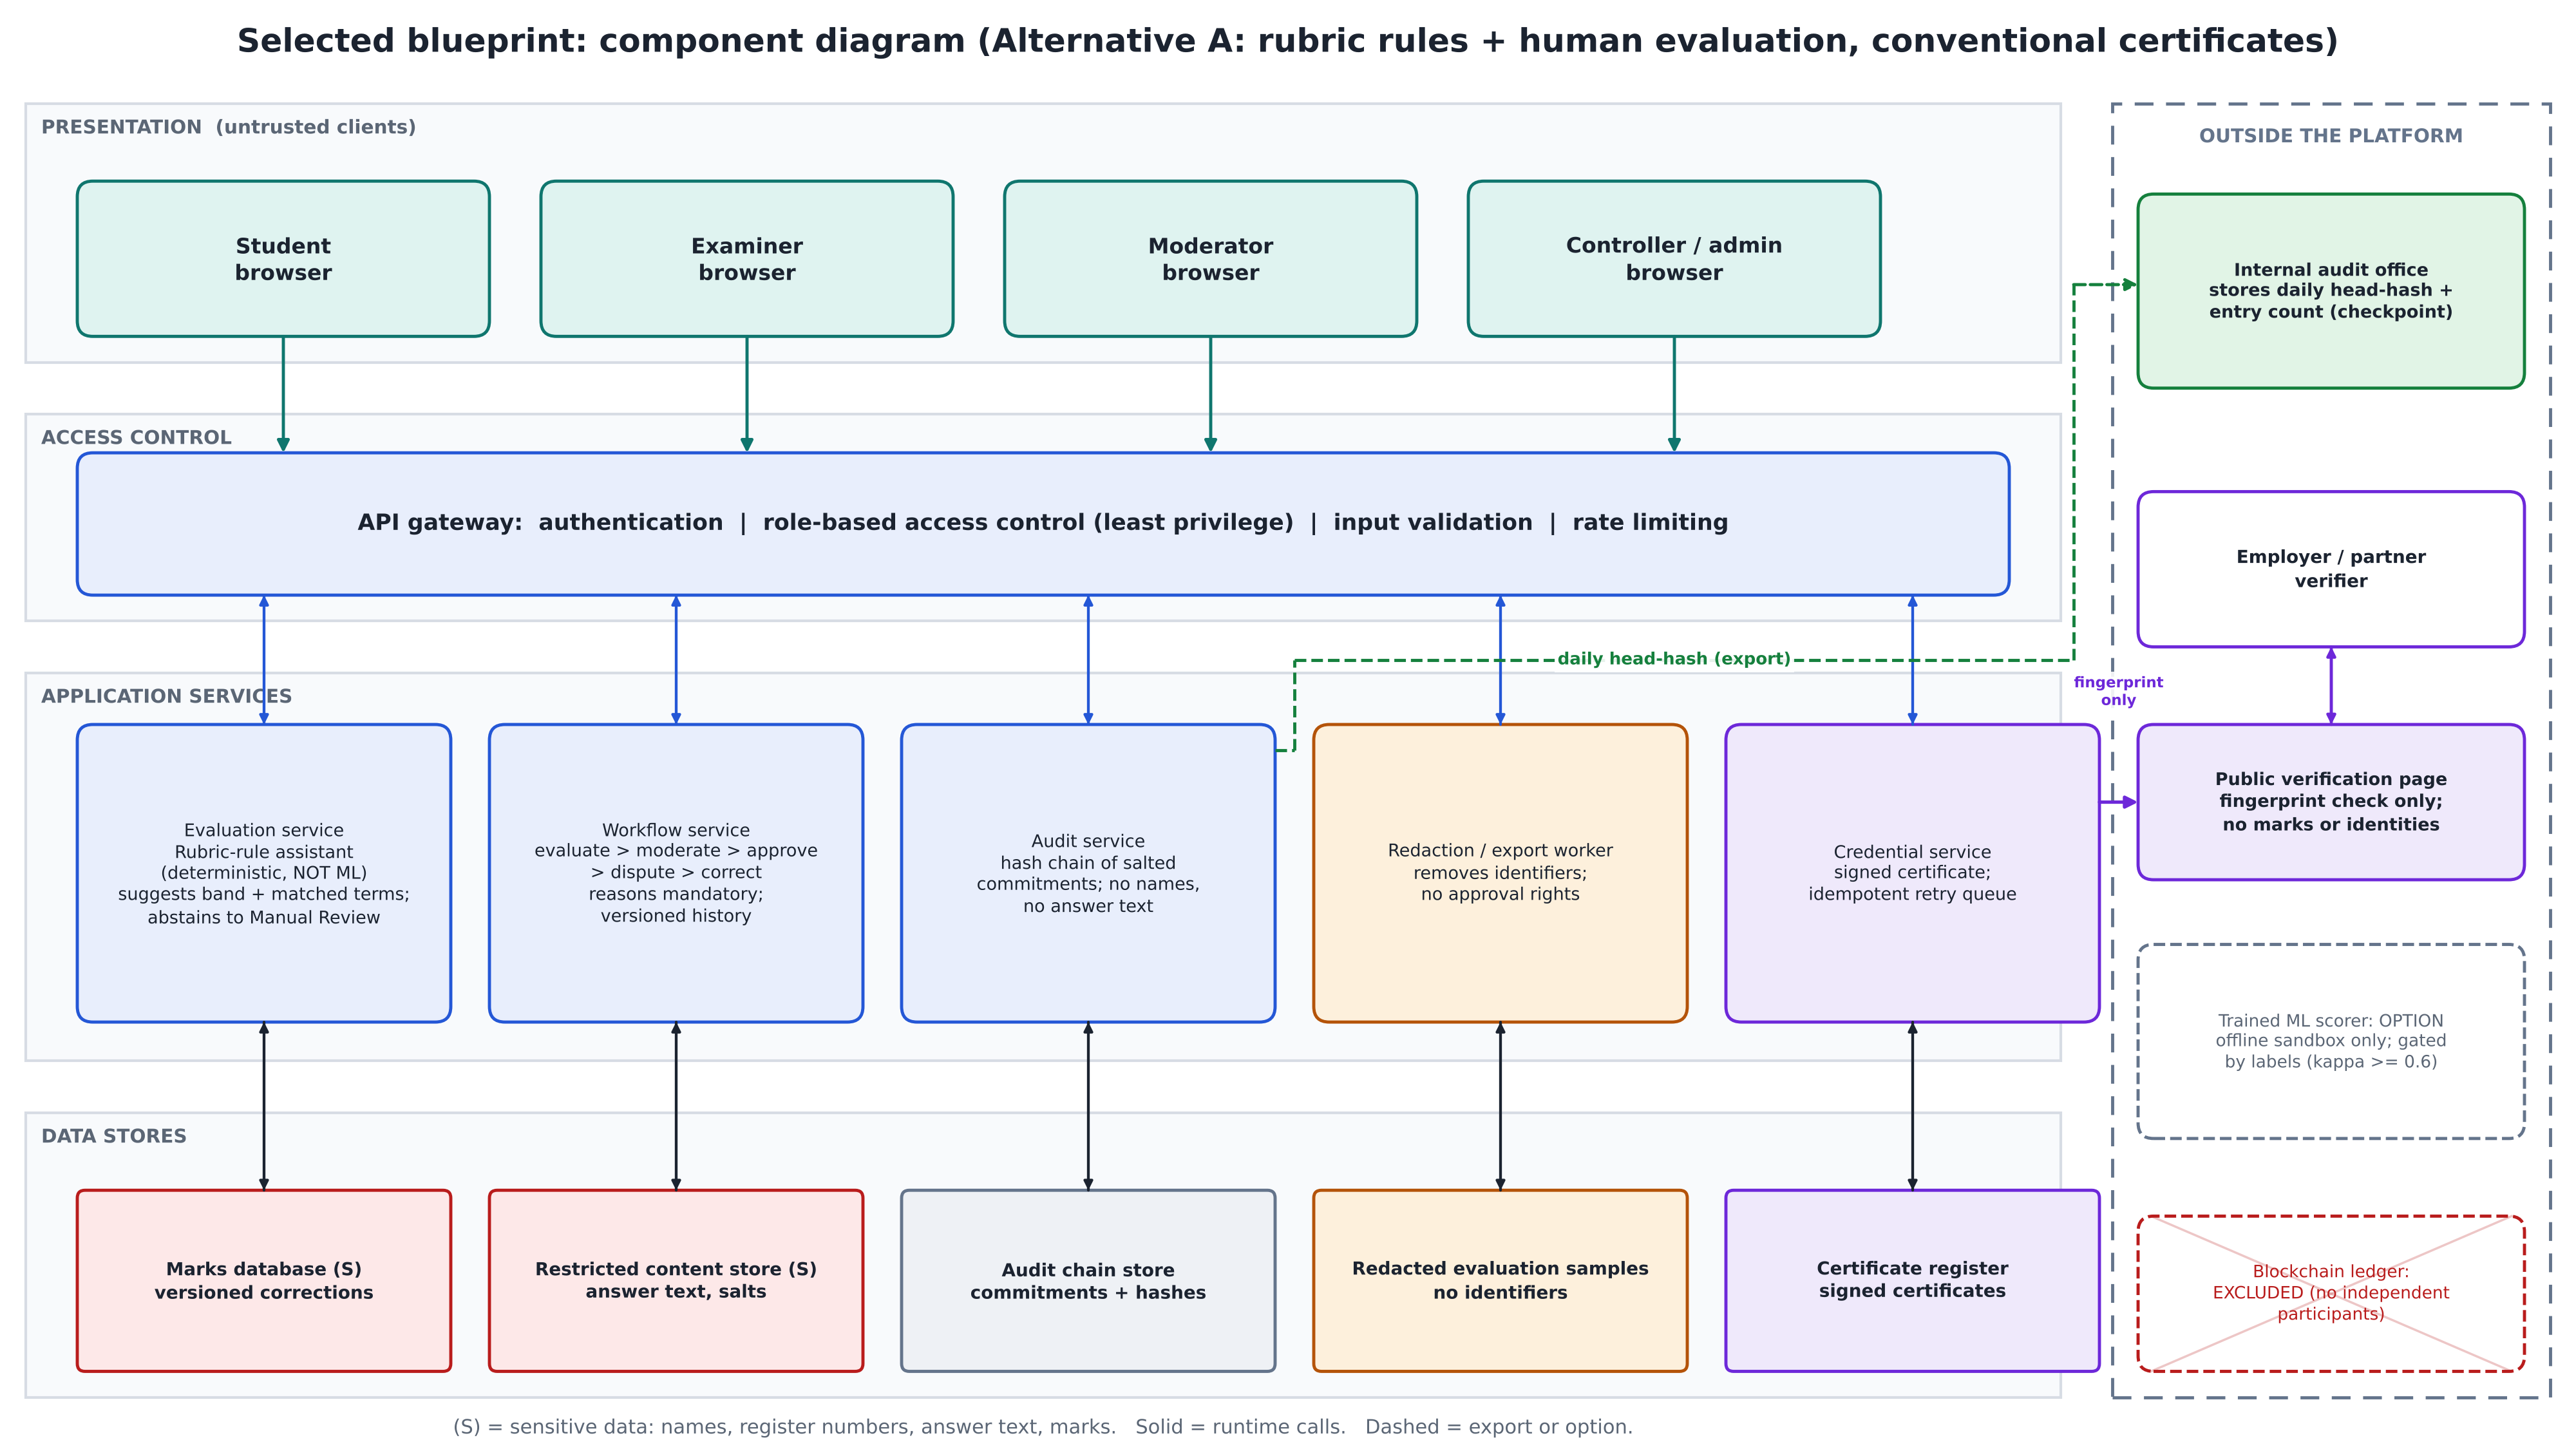 Selected blueprint: component diagram (Alternative A: rubric rules + human evaluation, conventional certificates)
PRESENTATION  (untrusted clients)
Student
browser
Examiner
browser
Moderator
browser
Controller / admin
browser
ACCESS CONTROL
API gateway:  authentication  |  role-based access control (least privilege)  |  input validation  |  rate limiting
daily head-hash (export)
APPLICATION SERVICES
Evaluation service
Rubric-rule assistant
(deterministic, NOT ML)
suggests band + matched terms;
abstains to Manual Review
Workflow service
evaluate > moderate > approve
> dispute > correct
reasons mandatory;
versioned history
Audit service
hash chain of salted
commitments; no names,
no answer text
Redaction / export worker
removes identifiers;
no approval rights
Credential service
signed certificate;
idempotent retry queue
DATA STORES
Marks database (S)
versioned corrections
Restricted content store (S)
answer text, salts
Audit chain store
commitments + hashes
Redacted evaluation samples
no identifiers
Certificate register
signed certificates
OUTSIDE THE PLATFORM
Internal audit office
stores daily head-hash +
entry count (checkpoint)
Employer / partner
verifier
fingerprint
only
Public verification page
fingerprint check only;
no marks or identities
Trained ML scorer: OPTION
offline sandbox only; gated
by labels (kappa >= 0.6)
Blockchain ledger:
EXCLUDED (no independent
participants)
(S) = sensitive data: names, register numbers, answer text, marks.   Solid = runtime calls.   Dashed = export or option.